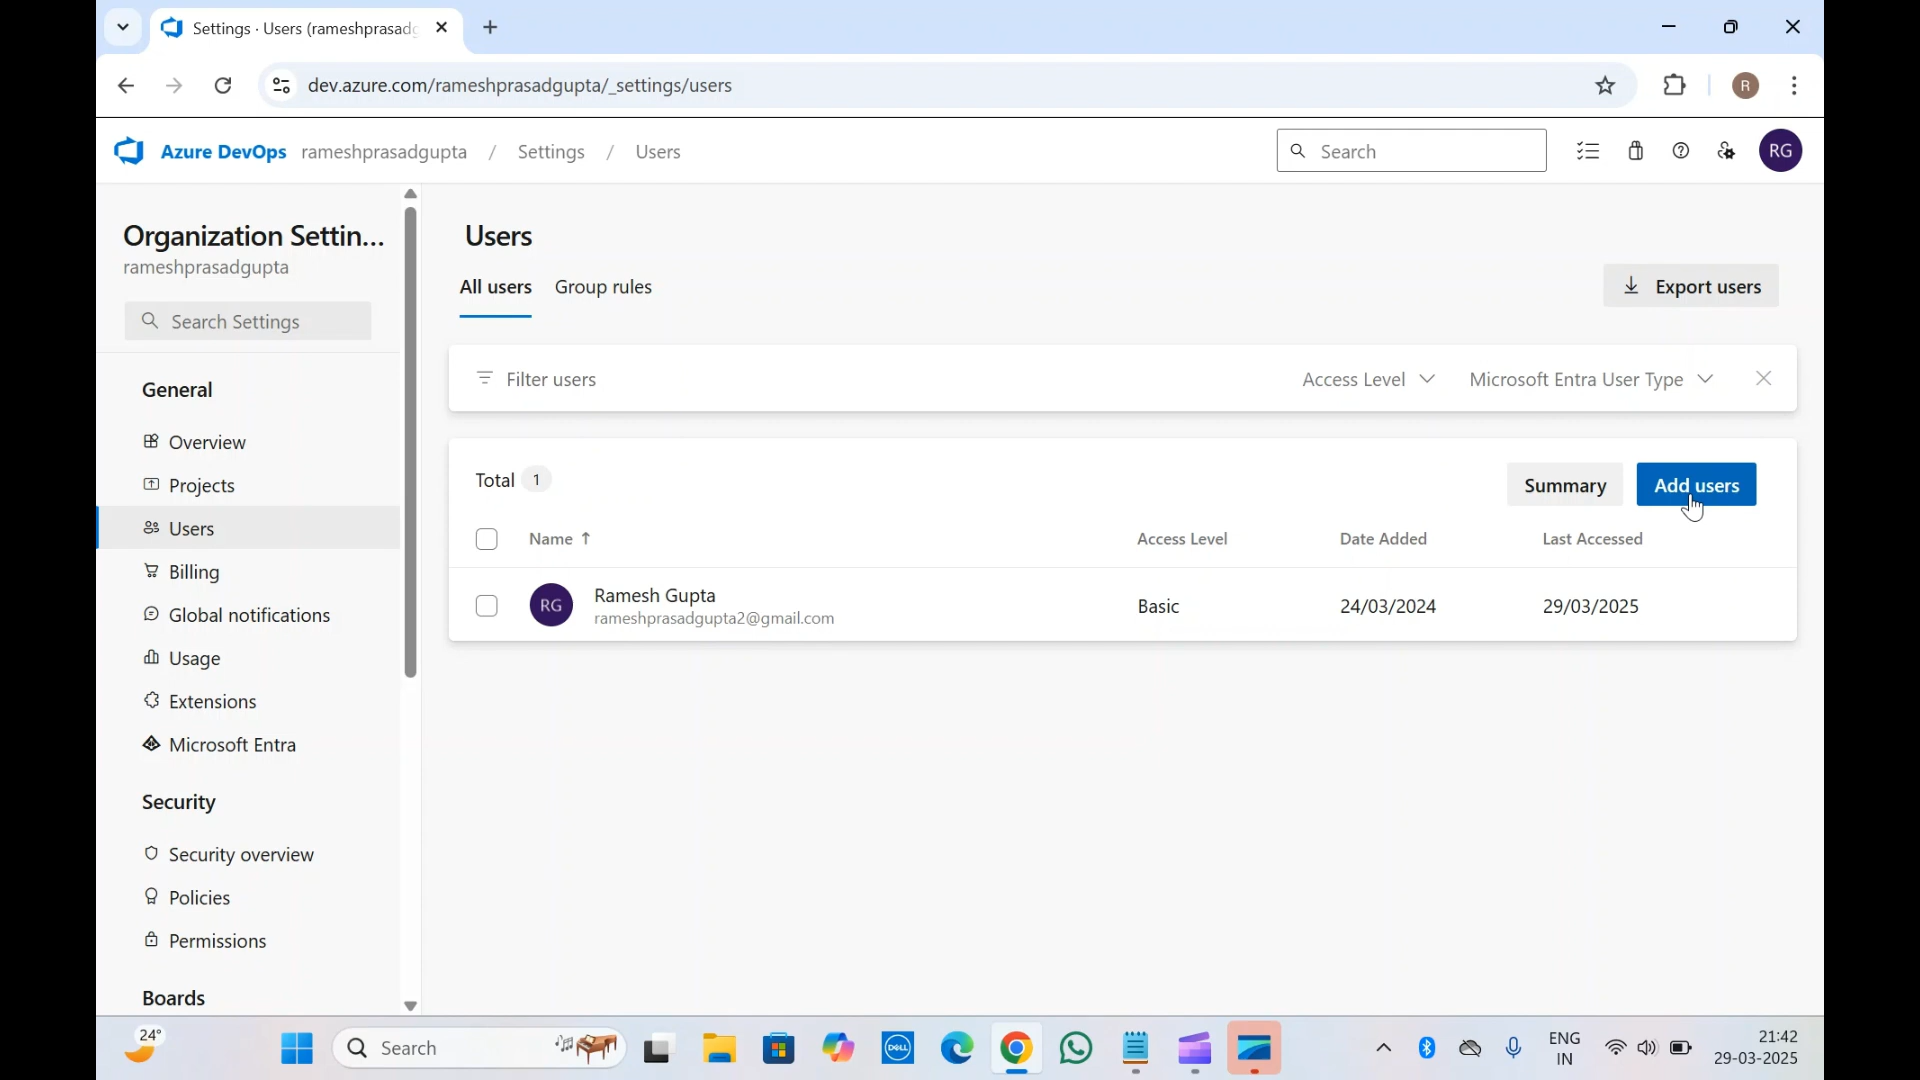 Settings · Users (rameshprasadg
dev.azure.com/rameshprasadgupta/_settings/users
R
Azure DevOps rameshprasadgupta / Settings / Users
Search
RG
Organization Settin...
rameshprasadgupta
Search Settings
General
Overview
Projects
Users
Billing
Global notifications
Usage
Extensions
Microsoft Entra
Security
Security overview
Policies
Permissions
Boards
Users
All users Group rules
Export users
Filter users
Access Level
Microsoft Entra User Type
Total 1
Summary
Add users
Name ↑ Access Level Date Added Last Accessed
RG
Ramesh Gupta
rameshprasadgupta2@gmail.com
Basic 24/03/2024 29/03/2025
24°
Search
DELL
ENG
IN
21:42
29-03-2025